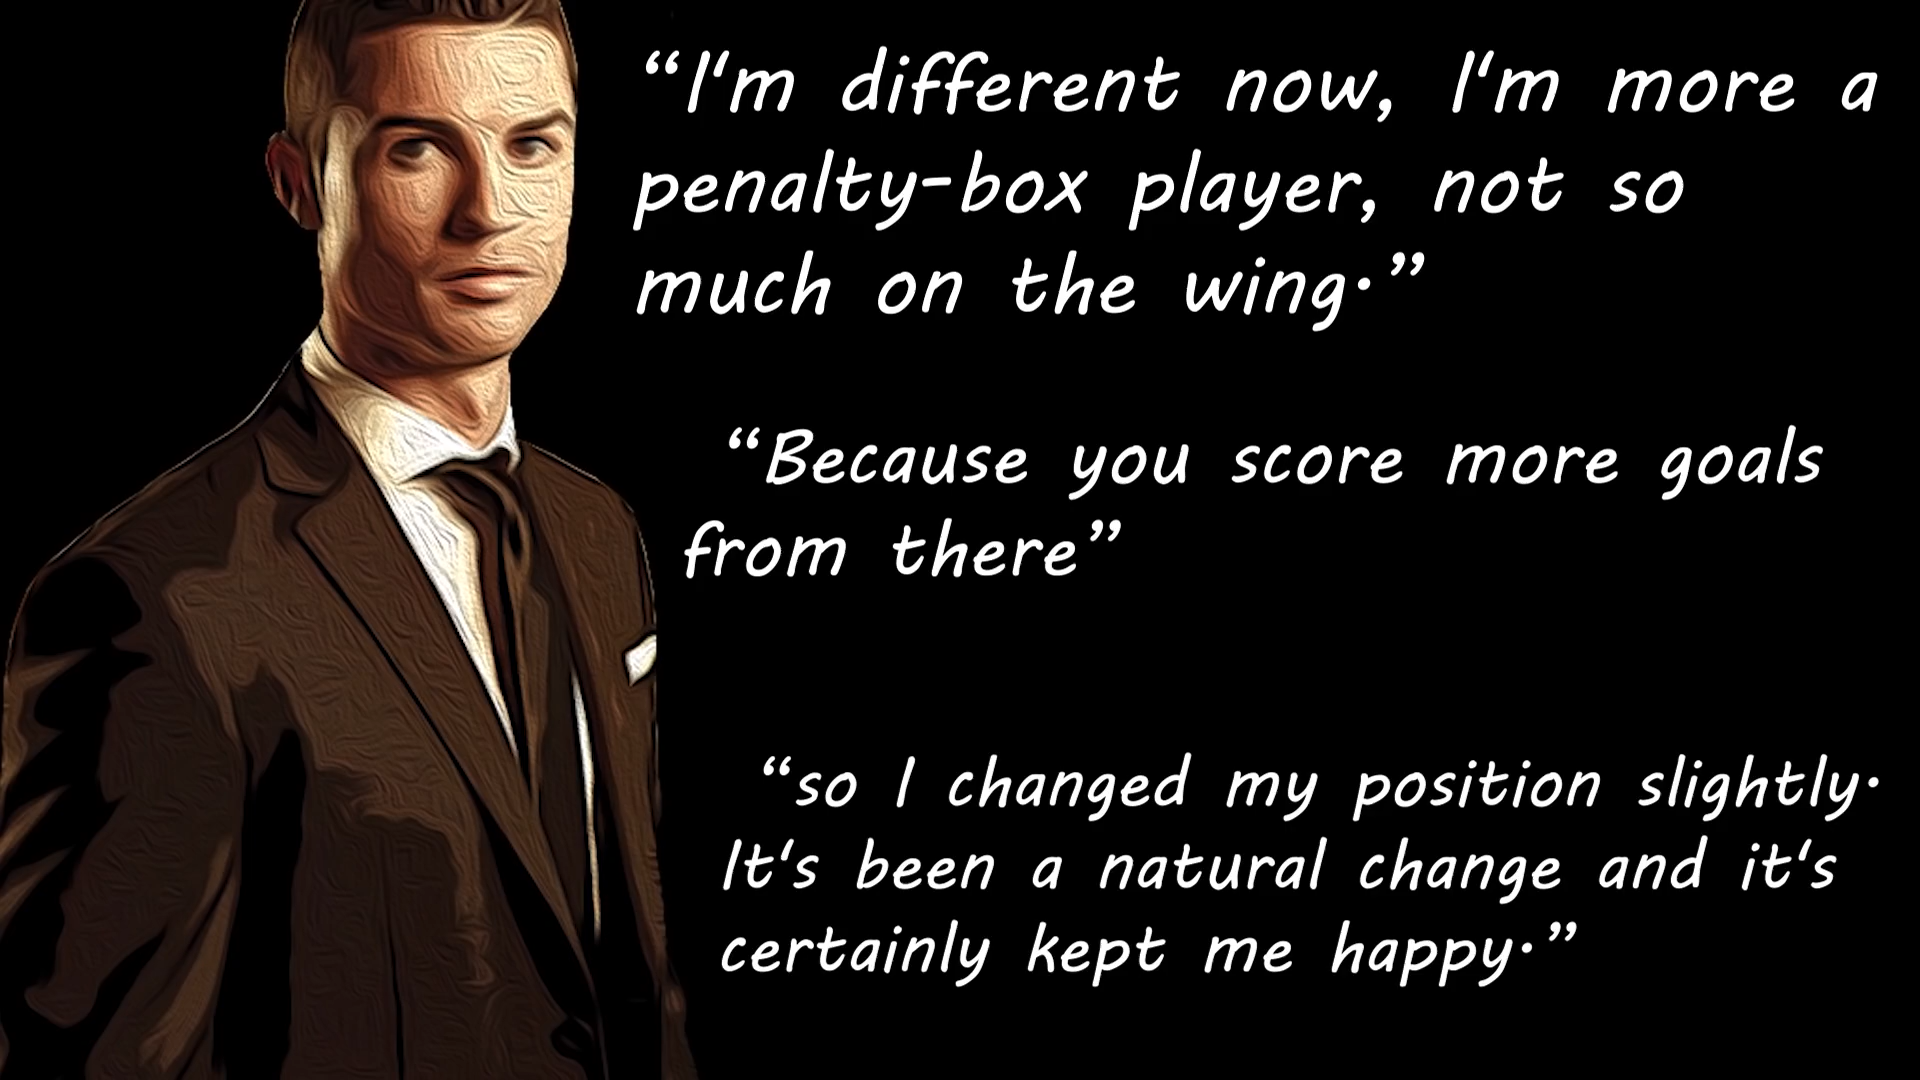 “I'm different now, I'm more a
penalty-box player, not so
much on the wing.”
“Because you score more goals
from there”
“so I changed my position slightly.
It's been a natural change and it's
certainly kept me happy.”